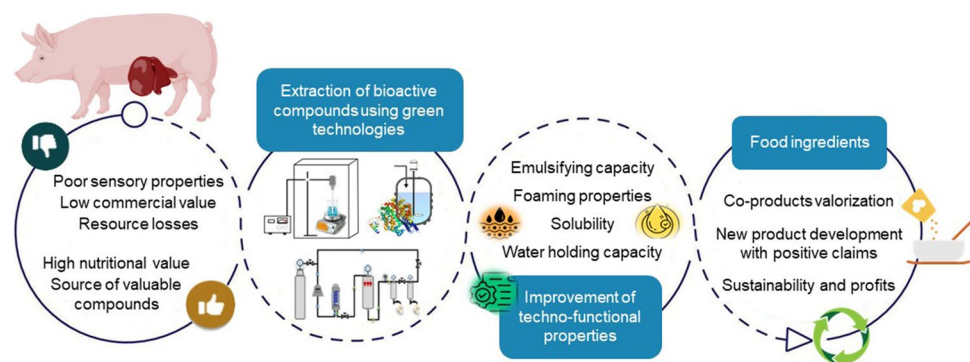 Poor sensory properties
Low commercial value
Resource losses
High nutritional value
Source of valuable
compounds
Extraction of bioactive
compounds using green
technologies
Emulsifying capacity
Foaming properties
Solubility
Water holding capacity
Improvement of
techno-functional
properties
Food ingredients
Co-products valorization
New product development
with positive claims
Sustainability and profits